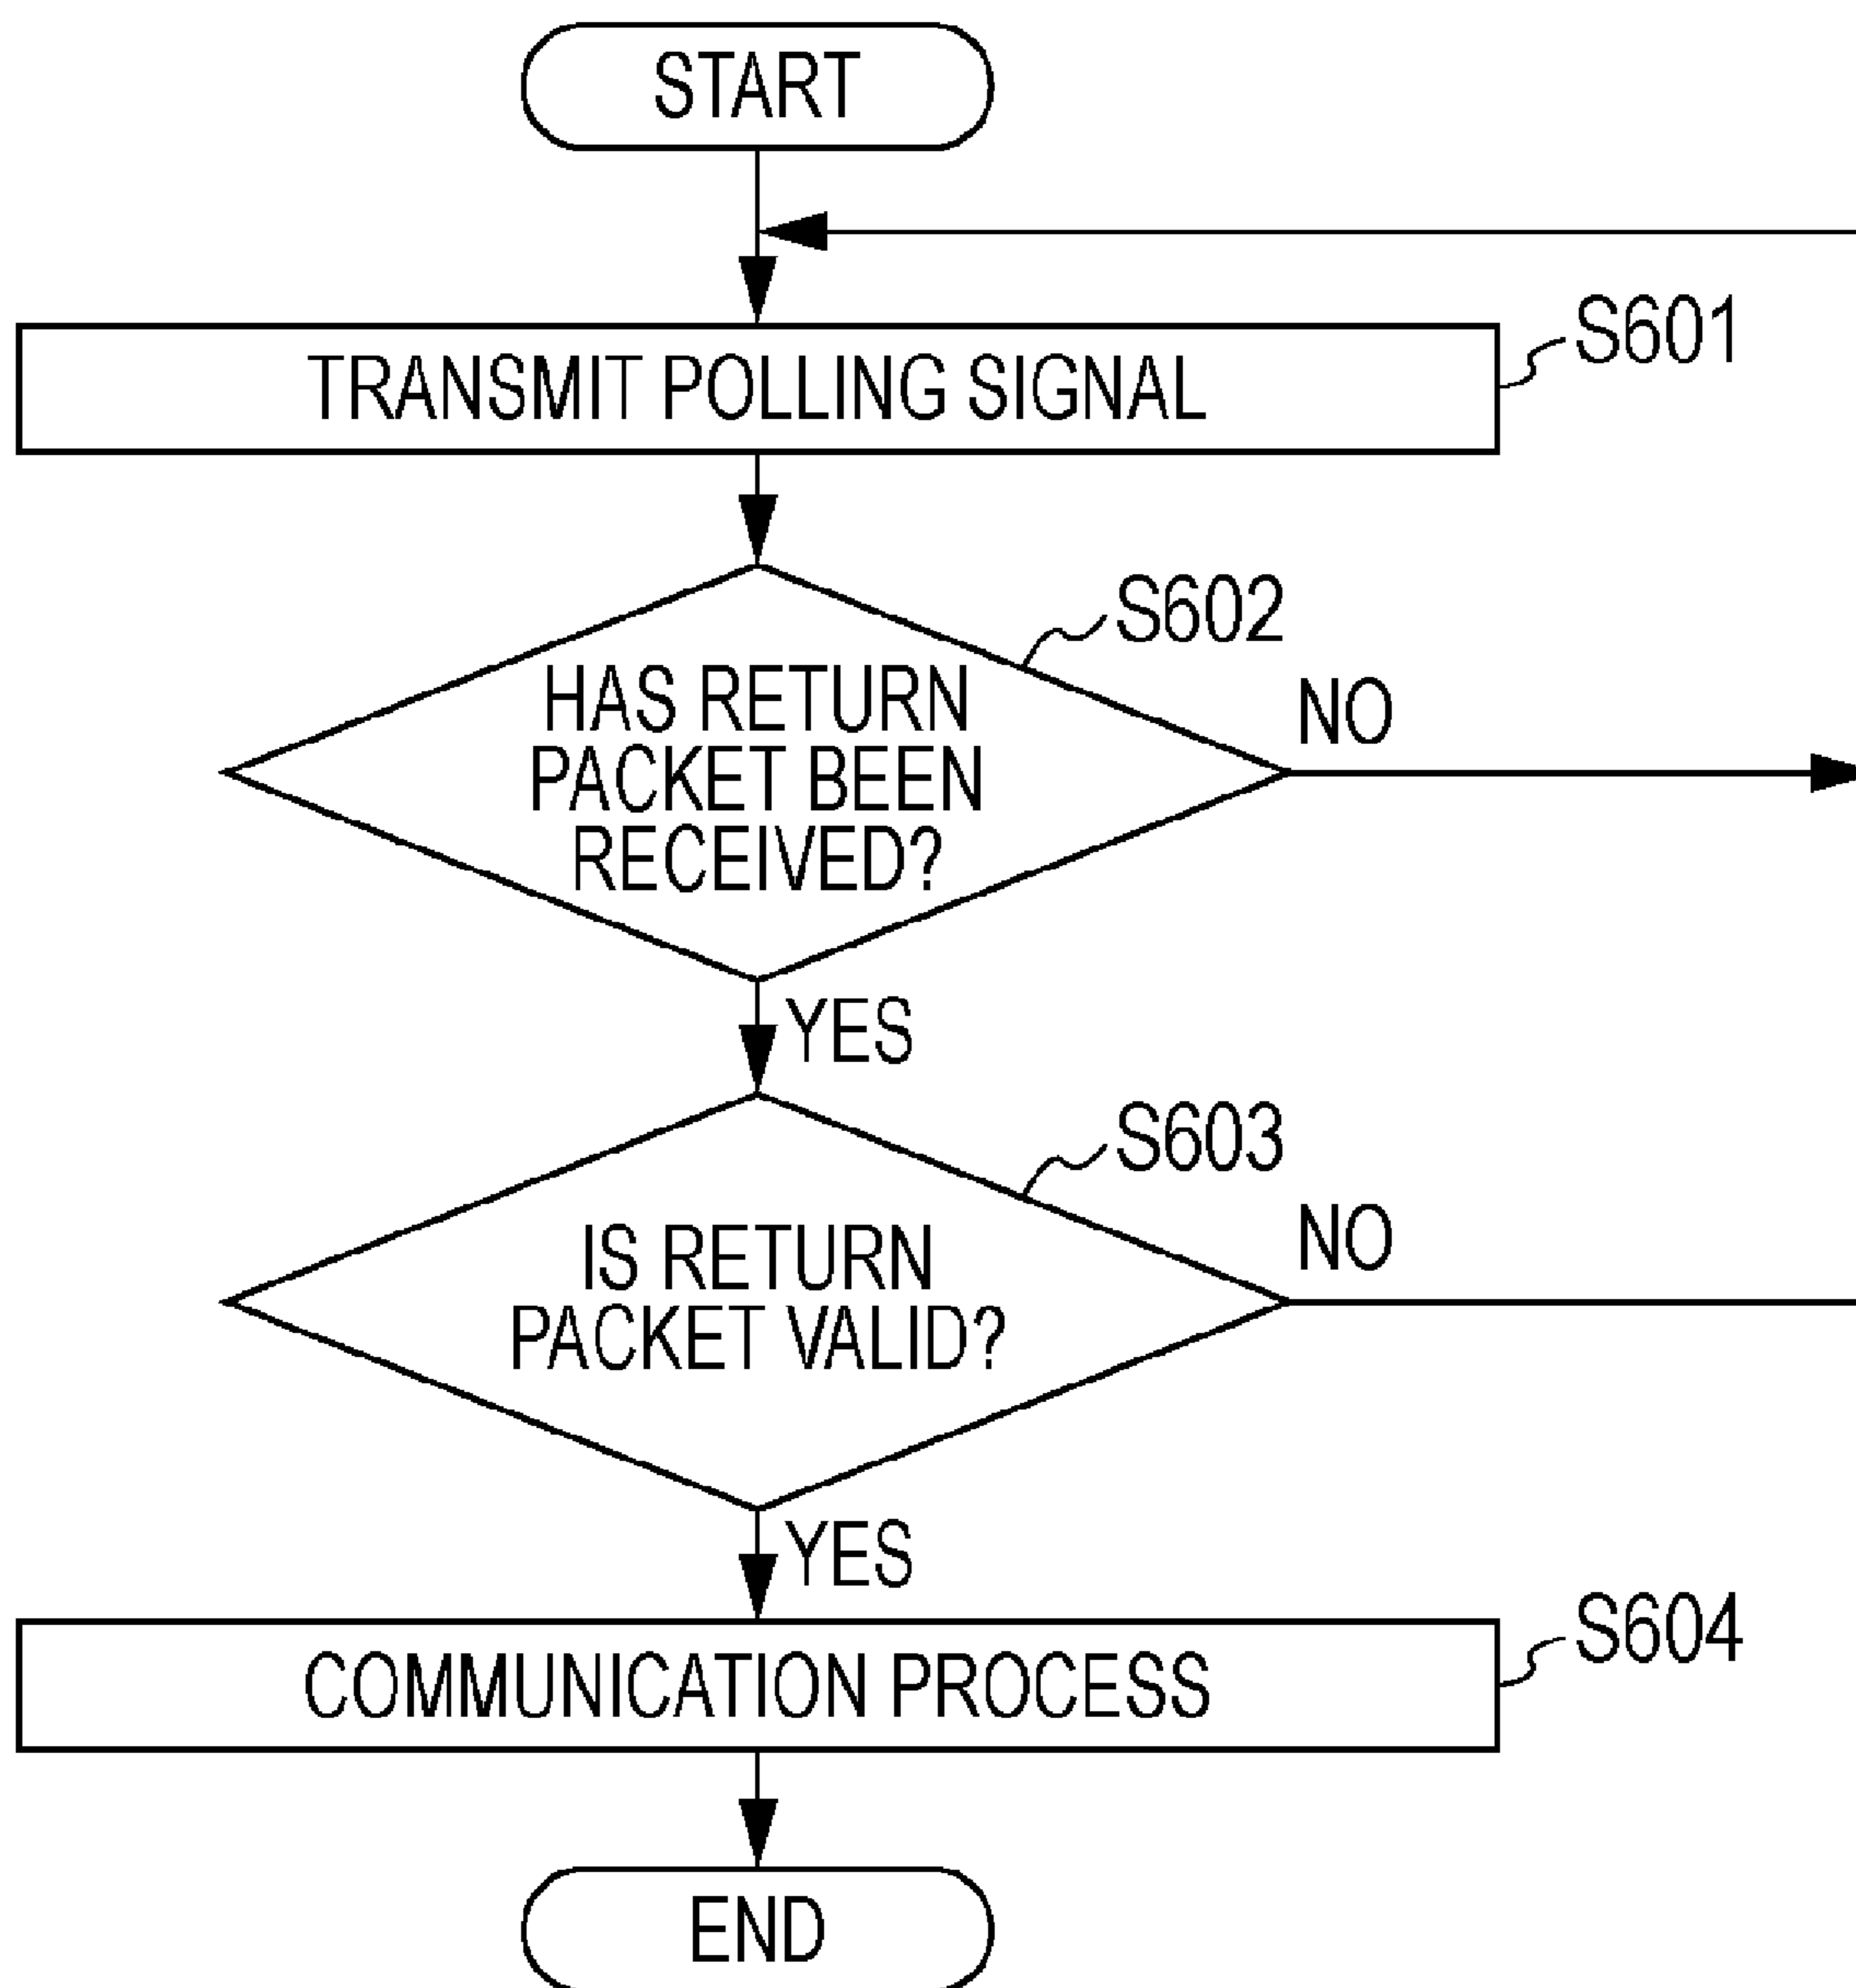 START
TRANSMIT POLLING SIGNAL
S601
S602
HAS RETURN
PACKET BEEN
RECEIVED?
NO
YES
S603
IS RETURN
PACKET VALID?
NO
YES
S604
COMMUNICATION PROCESS
END